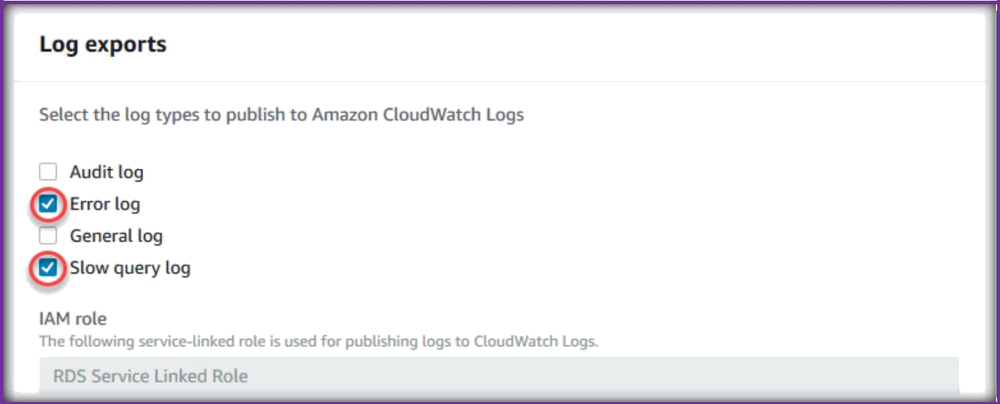 Log exports
Select the log types to publish to Amazon CloudWatch Logs
Audit log
Error log
General log
Slow query log
IAM role
The following service-linked role is used for publishing logs to CloudWatch Logs.
RDS Service Linked Role